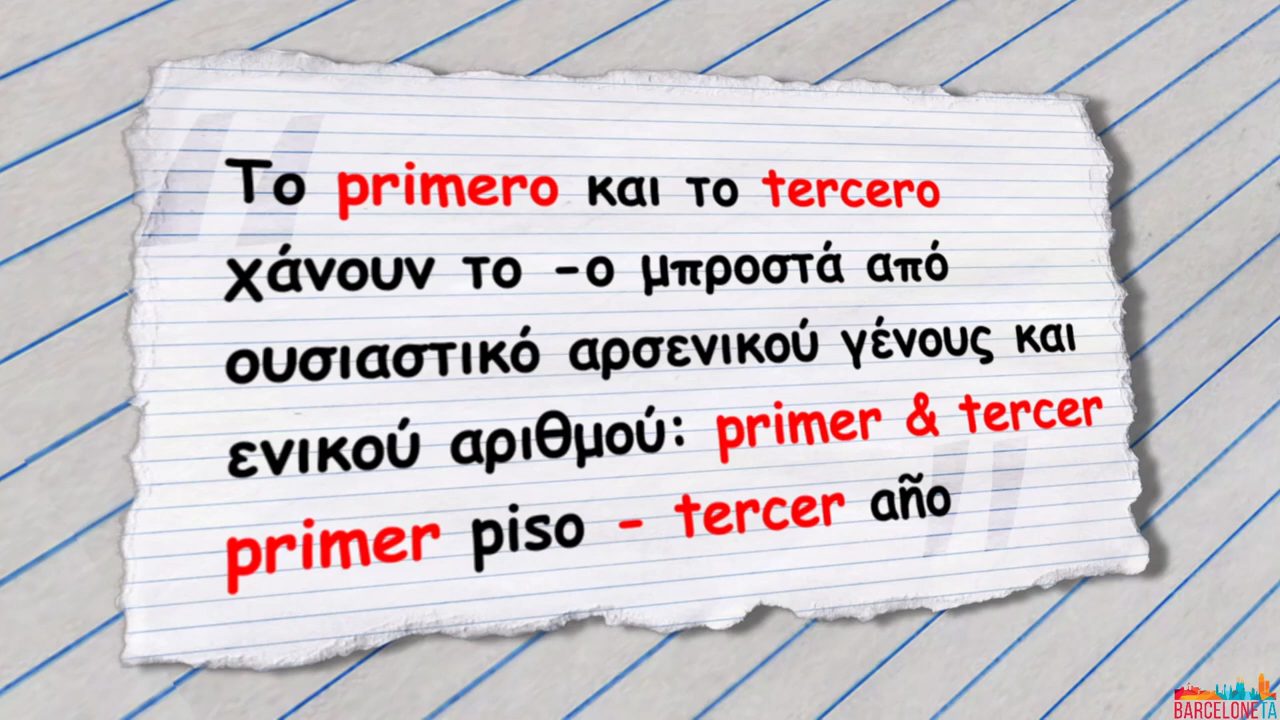 Το primero και το tercero
χάνουν το -ο μπροστά από
ουσιαστικό αρσενικού γένους και
ενικού αριθμού: primer & tercer
primer piso - tercer año
BARCELONETA